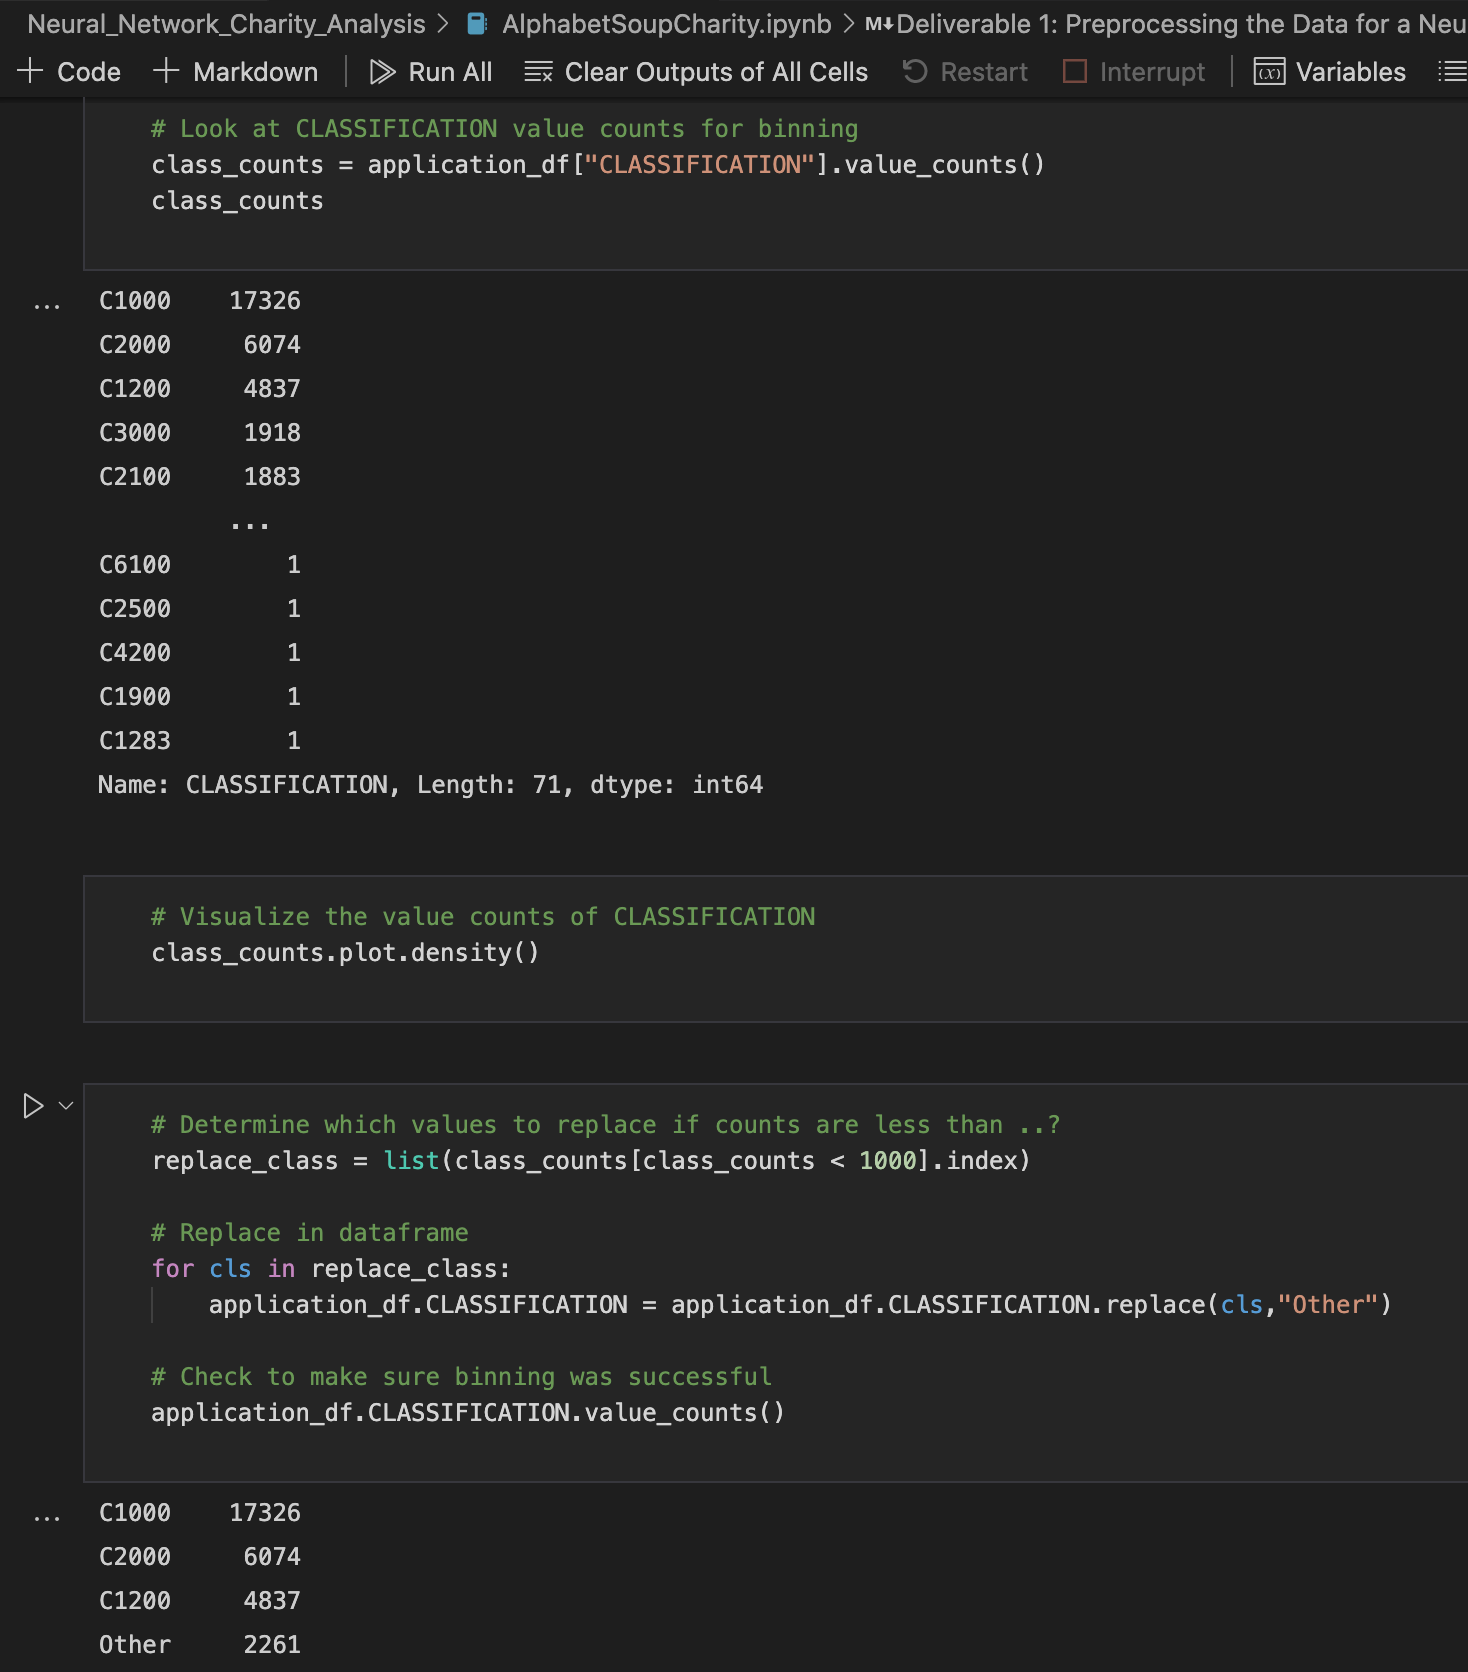 Neural_Network_Charity_Analysis > AlphabetSoupCharity.ipynb > M↓Deliverable 1: Preprocessing the Data for a Neu
+ Code + Markdown | Run All Clear Outputs of All Cells Restart Interrupt | (x) Variables
# Look at CLASSIFICATION value counts for binning
class_counts = application_df["CLASSIFICATION"].value_counts()
class_counts
... C1000    17326
C2000     6074
C1200     4837
C3000     1918
C2100     1883
...
C6100        1
C2500        1
C4200        1
C1900        1
C1283        1
Name: CLASSIFICATION, Length: 71, dtype: int64
# Visualize the value counts of CLASSIFICATION
class_counts.plot.density()
# Determine which values to replace if counts are less than ..?
replace_class = list(class_counts[class_counts < 1000].index)
# Replace in dataframe
for cls in replace_class:
    application_df.CLASSIFICATION = application_df.CLASSIFICATION.replace(cls,"Other")
# Check to make sure binning was successful
application_df.CLASSIFICATION.value_counts()
... C1000    17326
C2000     6074
C1200     4837
Other     2261